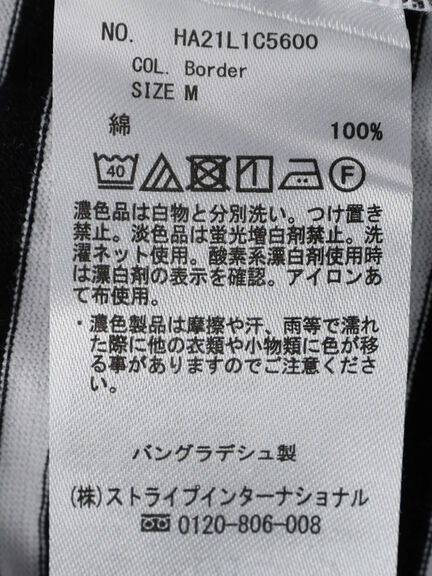 NO. HA21L1C5600
COL. Border
SIZE M
綿 100%
40 F
濃色品は白物と分別洗い。つけ置き
禁止。淡色品は蛍光増白剤禁止。洗
濯ネット使用。酸素系漂白剤使用時
は漂白剤の表示を確認。アイロンあ
て布使用。
・濃色製品は摩擦や汗、雨等で濡れ
た際に他の衣類や小物類に色が移
る事がありますのでご注意くださ
い。
バングラデシュ製
(株)ストライプインターナショナル
0120-806-008